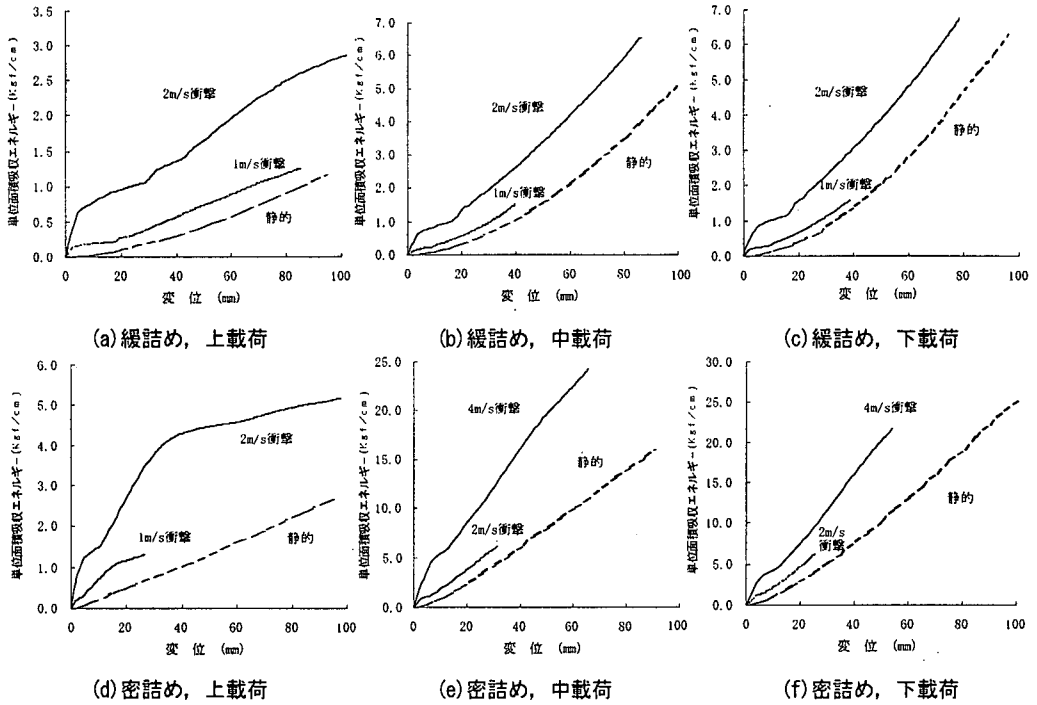 単位面積吸収エネルギー(Kgf/cm)
3.5
3.0
2.5
2.0
1.5
1.0
0.5
0.0
2m/s衝撃
1m/s衝撃
静的
0 20 40 60 80 100
変 位 (mm)
(a)緩詰め,上載荷
単位面積吸収エネルギー(Kgf/cm)
7.0
6.0
5.0
4.0
3.0
2.0
1.0
0.0
2m/s衝撃
静的
1m/s衝撃
0 20 40 60 80 100
変 位 (mm)
(b)緩詰め,中載荷
単位面積吸収エネルギー(Kgf/cm)
7.0
6.0
5.0
4.0
3.0
2.0
1.0
0.0
2m/s衝撃
静的
1m/s衝撃
0 20 40 60 80 100
変 位 (mm)
(c)緩詰め,下載荷
単位面積吸収エネルギー(Kgf/cm)
6.0
5.0
4.0
3.0
2.0
1.0
0.0
2m/s衝撃
1m/s衝撃
静的
0 20 40 60 80 100
変 位 (mm)
(d)密詰め,上載荷
単位面積吸収エネルギー(Kgf/cm)
25.0
20.0
15.0
10.0
5.0
0.0
4m/s衝撃
静的
2m/s衝撃
0 20 40 60 80 100
変 位 (mm)
(e)密詰め,中載荷
単位面積吸収エネルギー(Kgf/cm)
30.0
25.0
20.0
15.0
10.0
5.0
0.0
4m/s衝撃
静的
2m/s
衝撃
0 20 40 60 80 100
変 位 (mm)
(f)密詰め,下載荷